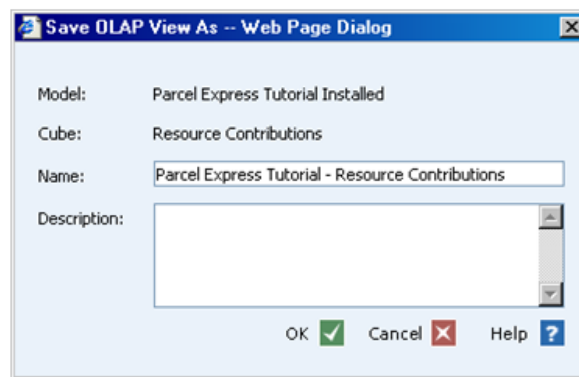 Save OLAP View As -- Web Page Dialog
Model: Parcel Express Tutorial Installed
Cube: Resource Contributions
Name: Parcel Express Tutorial - Resource Contributions
Description:
OK Cancel Help ?